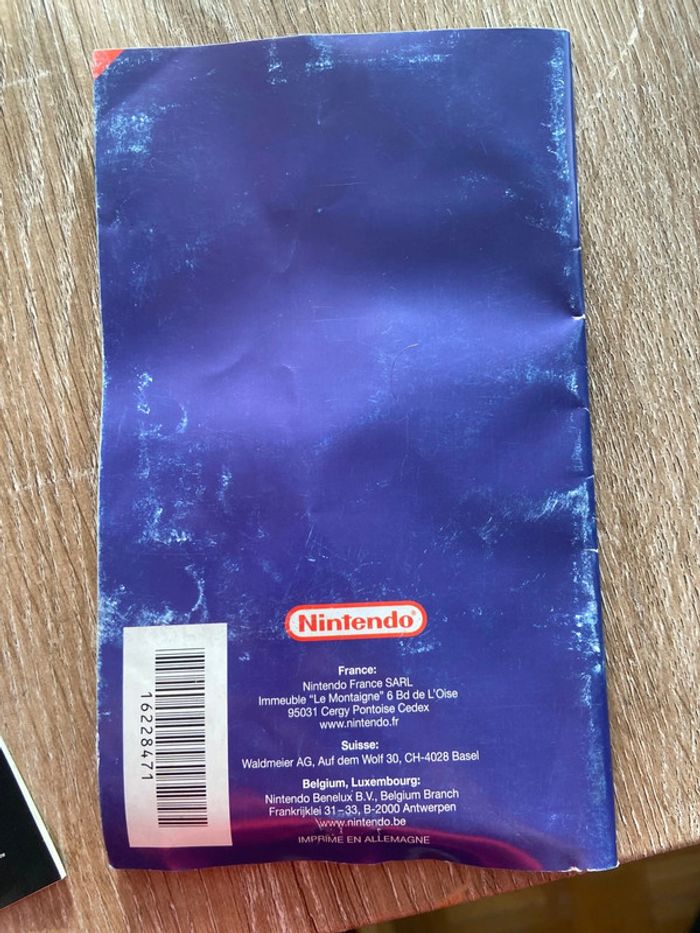 Nintendo
France:
Nintendo France SARL
Immeuble "Le Montaigne" 6 Bd de L'Oise
95031 Cergy Pontoise Cedex
www.nintendo.fr
Suisse:
Waldmeier AG, Auf dem Wolf 30, CH-4028 Basel
Belgium, Luxembourg:
Nintendo Benelux B.V., Belgium Branch
Frankrijklei 31-33, B-2000 Antwerpen
www.nintendo.be
IMPRIME EN ALLEMAGNE
16228471